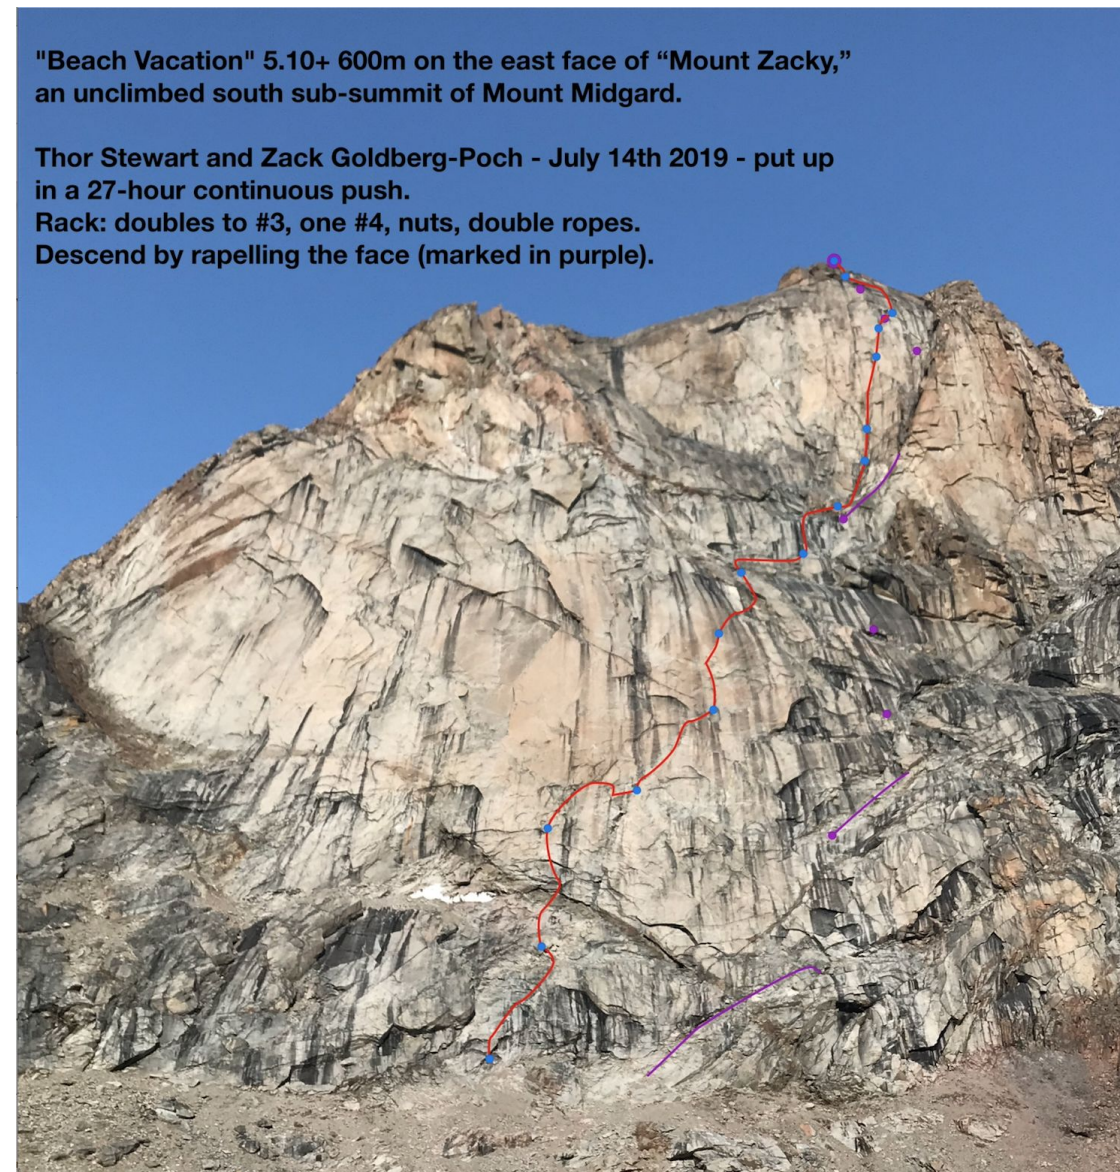 "Beach Vacation" 5.10+ 600m on the east face of “Mount Zacky,”
an unclimbed south sub-summit of Mount Midgard.
Thor Stewart and Zack Goldberg-Poch - July 14th 2019 - put up
in a 27-hour continuous push.
Rack: doubles to #3, one #4, nuts, double ropes.
Descend by rapelling the face (marked in purple).